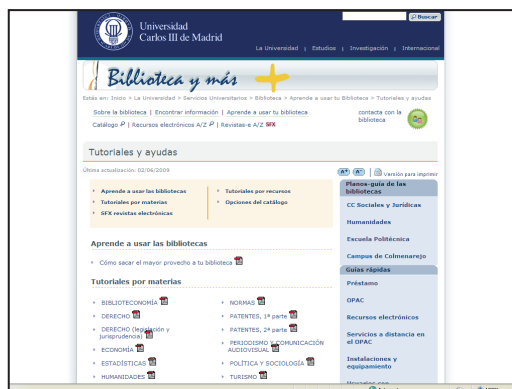 Buscar
Universidad
Carlos III de Madrid
La Universidad | Estudios | Investigación | Internacional
Biblioteca y más
Estás en: Inicio > La Universidad > Servicios Universitarios > Biblioteca > Aprende a usar tu Biblioteca > Tutoriales y ayudas
Sobre la biblioteca | Encontrar información | Aprende a usar tu biblioteca
contacta con la
biblioteca
Catálogo | Recursos electrónicos A/Z | Revistas-e A/Z SFX
Tutoriales y ayudas
Última actualización: 02/06/2009
A+ A- | Versión para imprimir
Aprende a usar las bibliotecas
Tutoriales por materias
SFX revistas electrónicas
Tutoriales por recursos
Opciones del catálogo
Aprende a usar las bibliotecas
Cómo sacar el mayor provecho a tu biblioteca
Tutoriales por materias
BIBLIOTECONOMÍA
DERECHO
DERECHO (legislación y
jurisprudencia)
ECONOMÍA
ESTADÍSTICAS
HUMANIDADES
NORMAS
PATENTES, 1ª parte
PATENTES, 2ª parte
PERIODISMO Y COMUNICACIÓN
AUDIOVISUAL
POLÍTICA Y SOCIOLOGÍA
TURISMO
Planos-guía de las
bibliotecas
CC Sociales y Jurídicas
Humanidades
Escuela Politécnica
Campus de Colmenarejo
Guías rápidas
Préstamo
OPAC
Recursos electrónicos
Servicios a distancia en
el OPAC
Instalaciones y
equipamiento